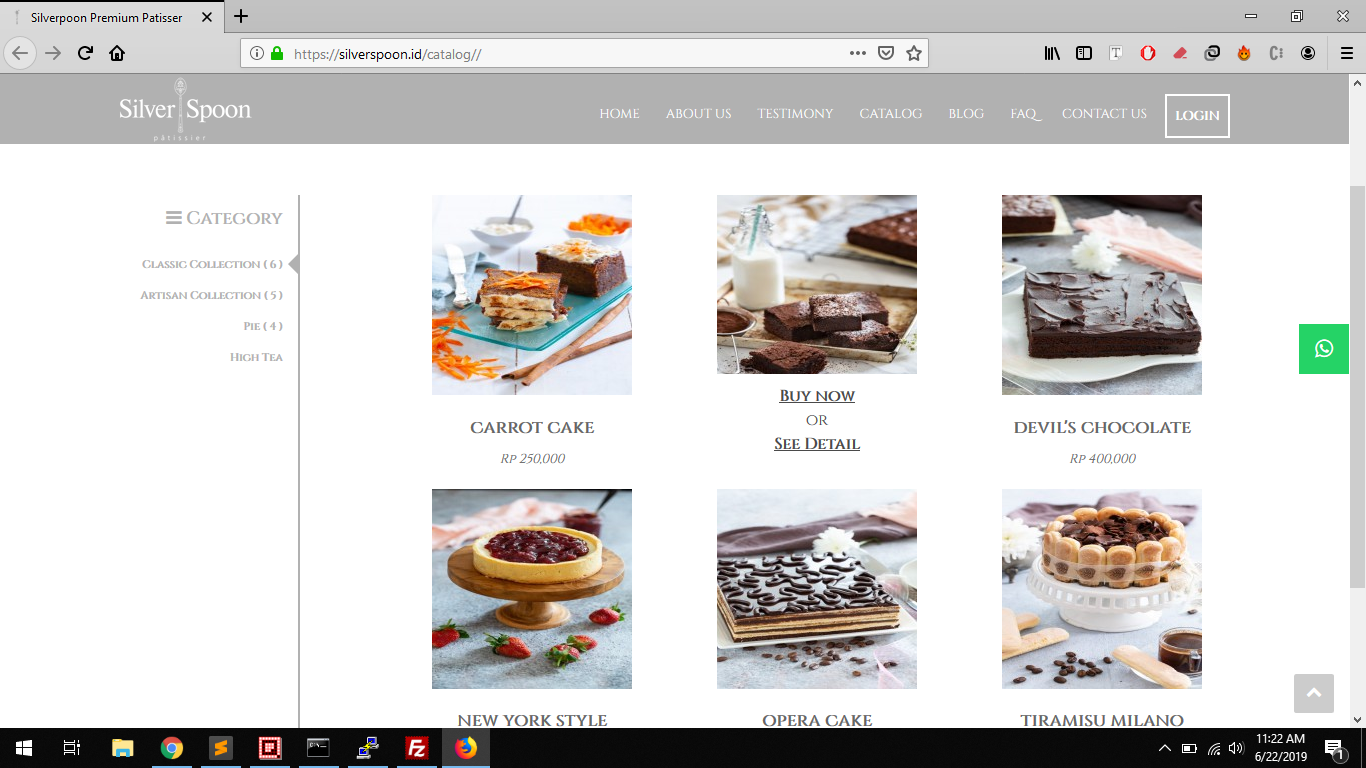 Silverpoon Premium Patisser
https://silverspoon.id/catalog//
Silver Spoon
pâtissier
HOME
ABOUT US
TESTIMONY
CATALOG
BLOG
FAQ
CONTACT US
LOGIN
Category
Classic Collection ( 6 )
Artisan Collection ( 5 )
Pie ( 4 )
High Tea
CARROT CAKE
Rp 250,000
Buy now
OR
See Detail
DEVIL'S CHOCOLATE
Rp 400,000
NEW YORK STYLE
OPERA CAKE
TIRAMISU MILANO
11:22 AM
6/22/2019
1